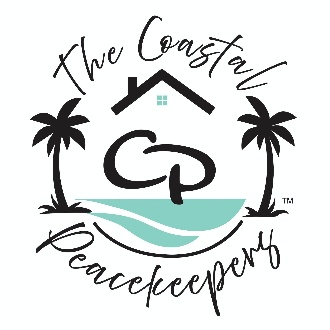 The Coastal
CP
TM
Peacekeepers